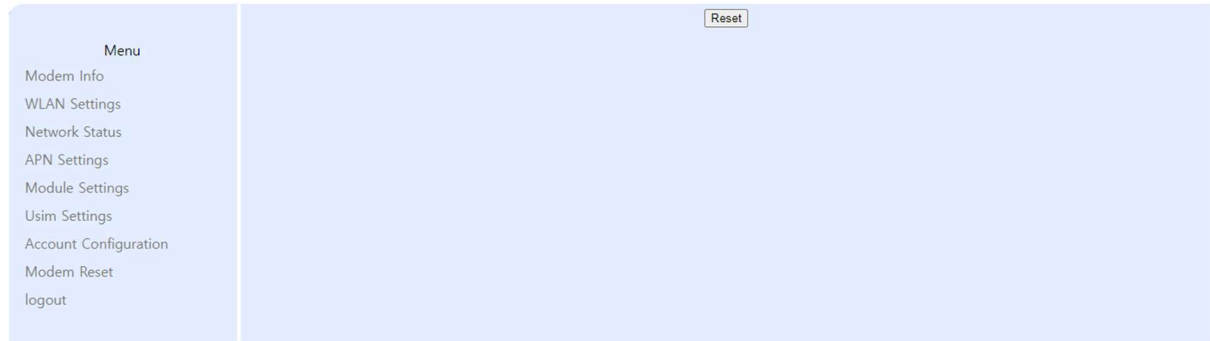 Reset
Menu
Modem Info
WLAN Settings
Network Status
APN Settings
Module Settings
Usim Settings
Account Configuration
Modem Reset
logout